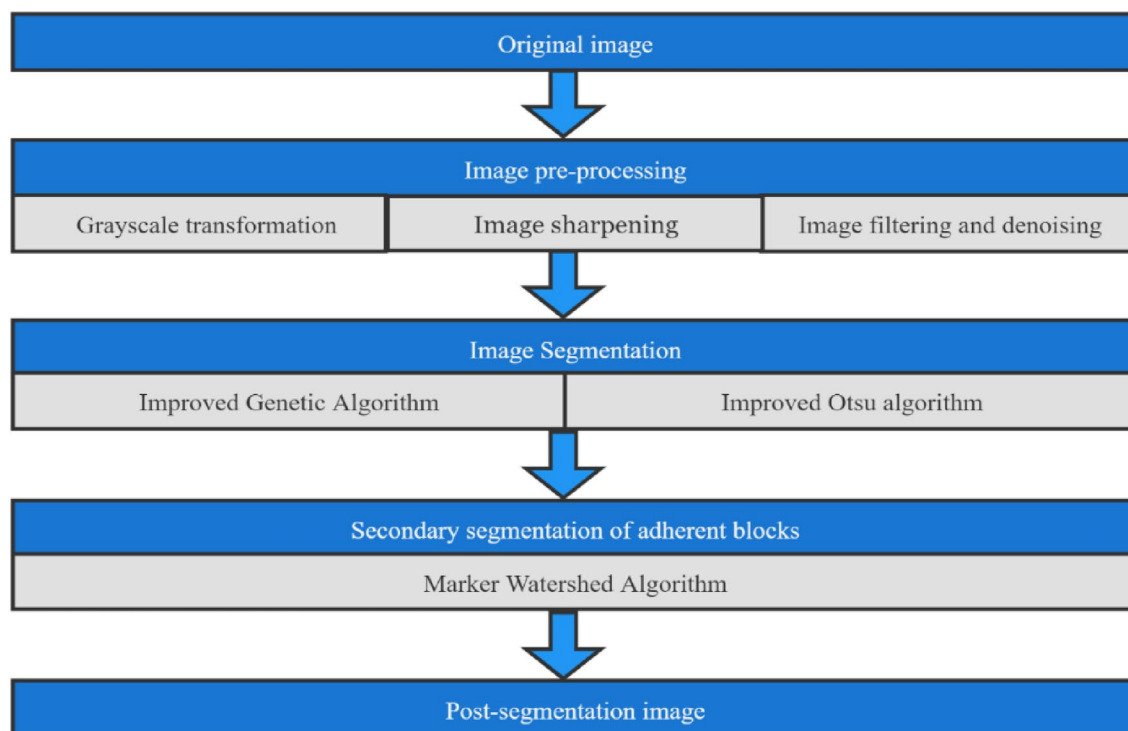 Original image
Image pre-processing
Grayscale transformation
Image sharpening
Image filtering and denoising
Image Segmentation
Improved Genetic Algorithm
Improved Otsu algorithm
Secondary segmentation of adherent blocks
Marker Watershed Algorithm
Post-segmentation image